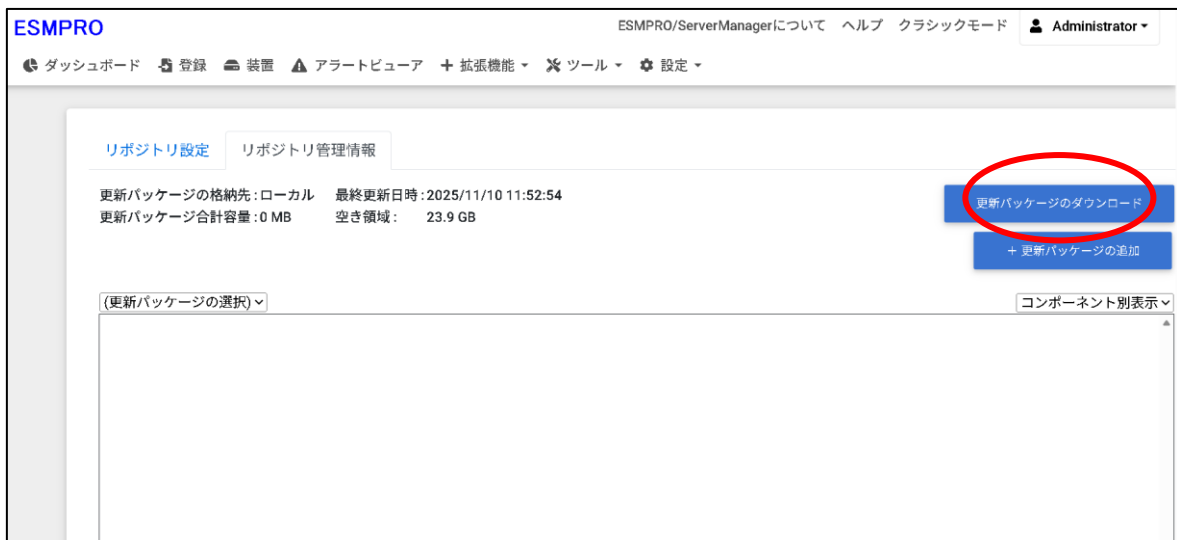 ESMPRO
ESMPRO/ServerManagerについて ヘルプ クラシックモード Administrator
ダッシュボード 登録 装置 アラートビューア 拡張機能 ツール 設定
リポジトリ設定 リポジトリ管理情報
更新パッケージの格納先:ローカル 最終更新日時:2025/11/10 11:52:54
更新パッケージ合計容量:0 MB 空き領域: 23.9 GB
更新パッケージのダウンロード
+ 更新パッケージの追加
(更新パッケージの選択) コンポーネント別表示